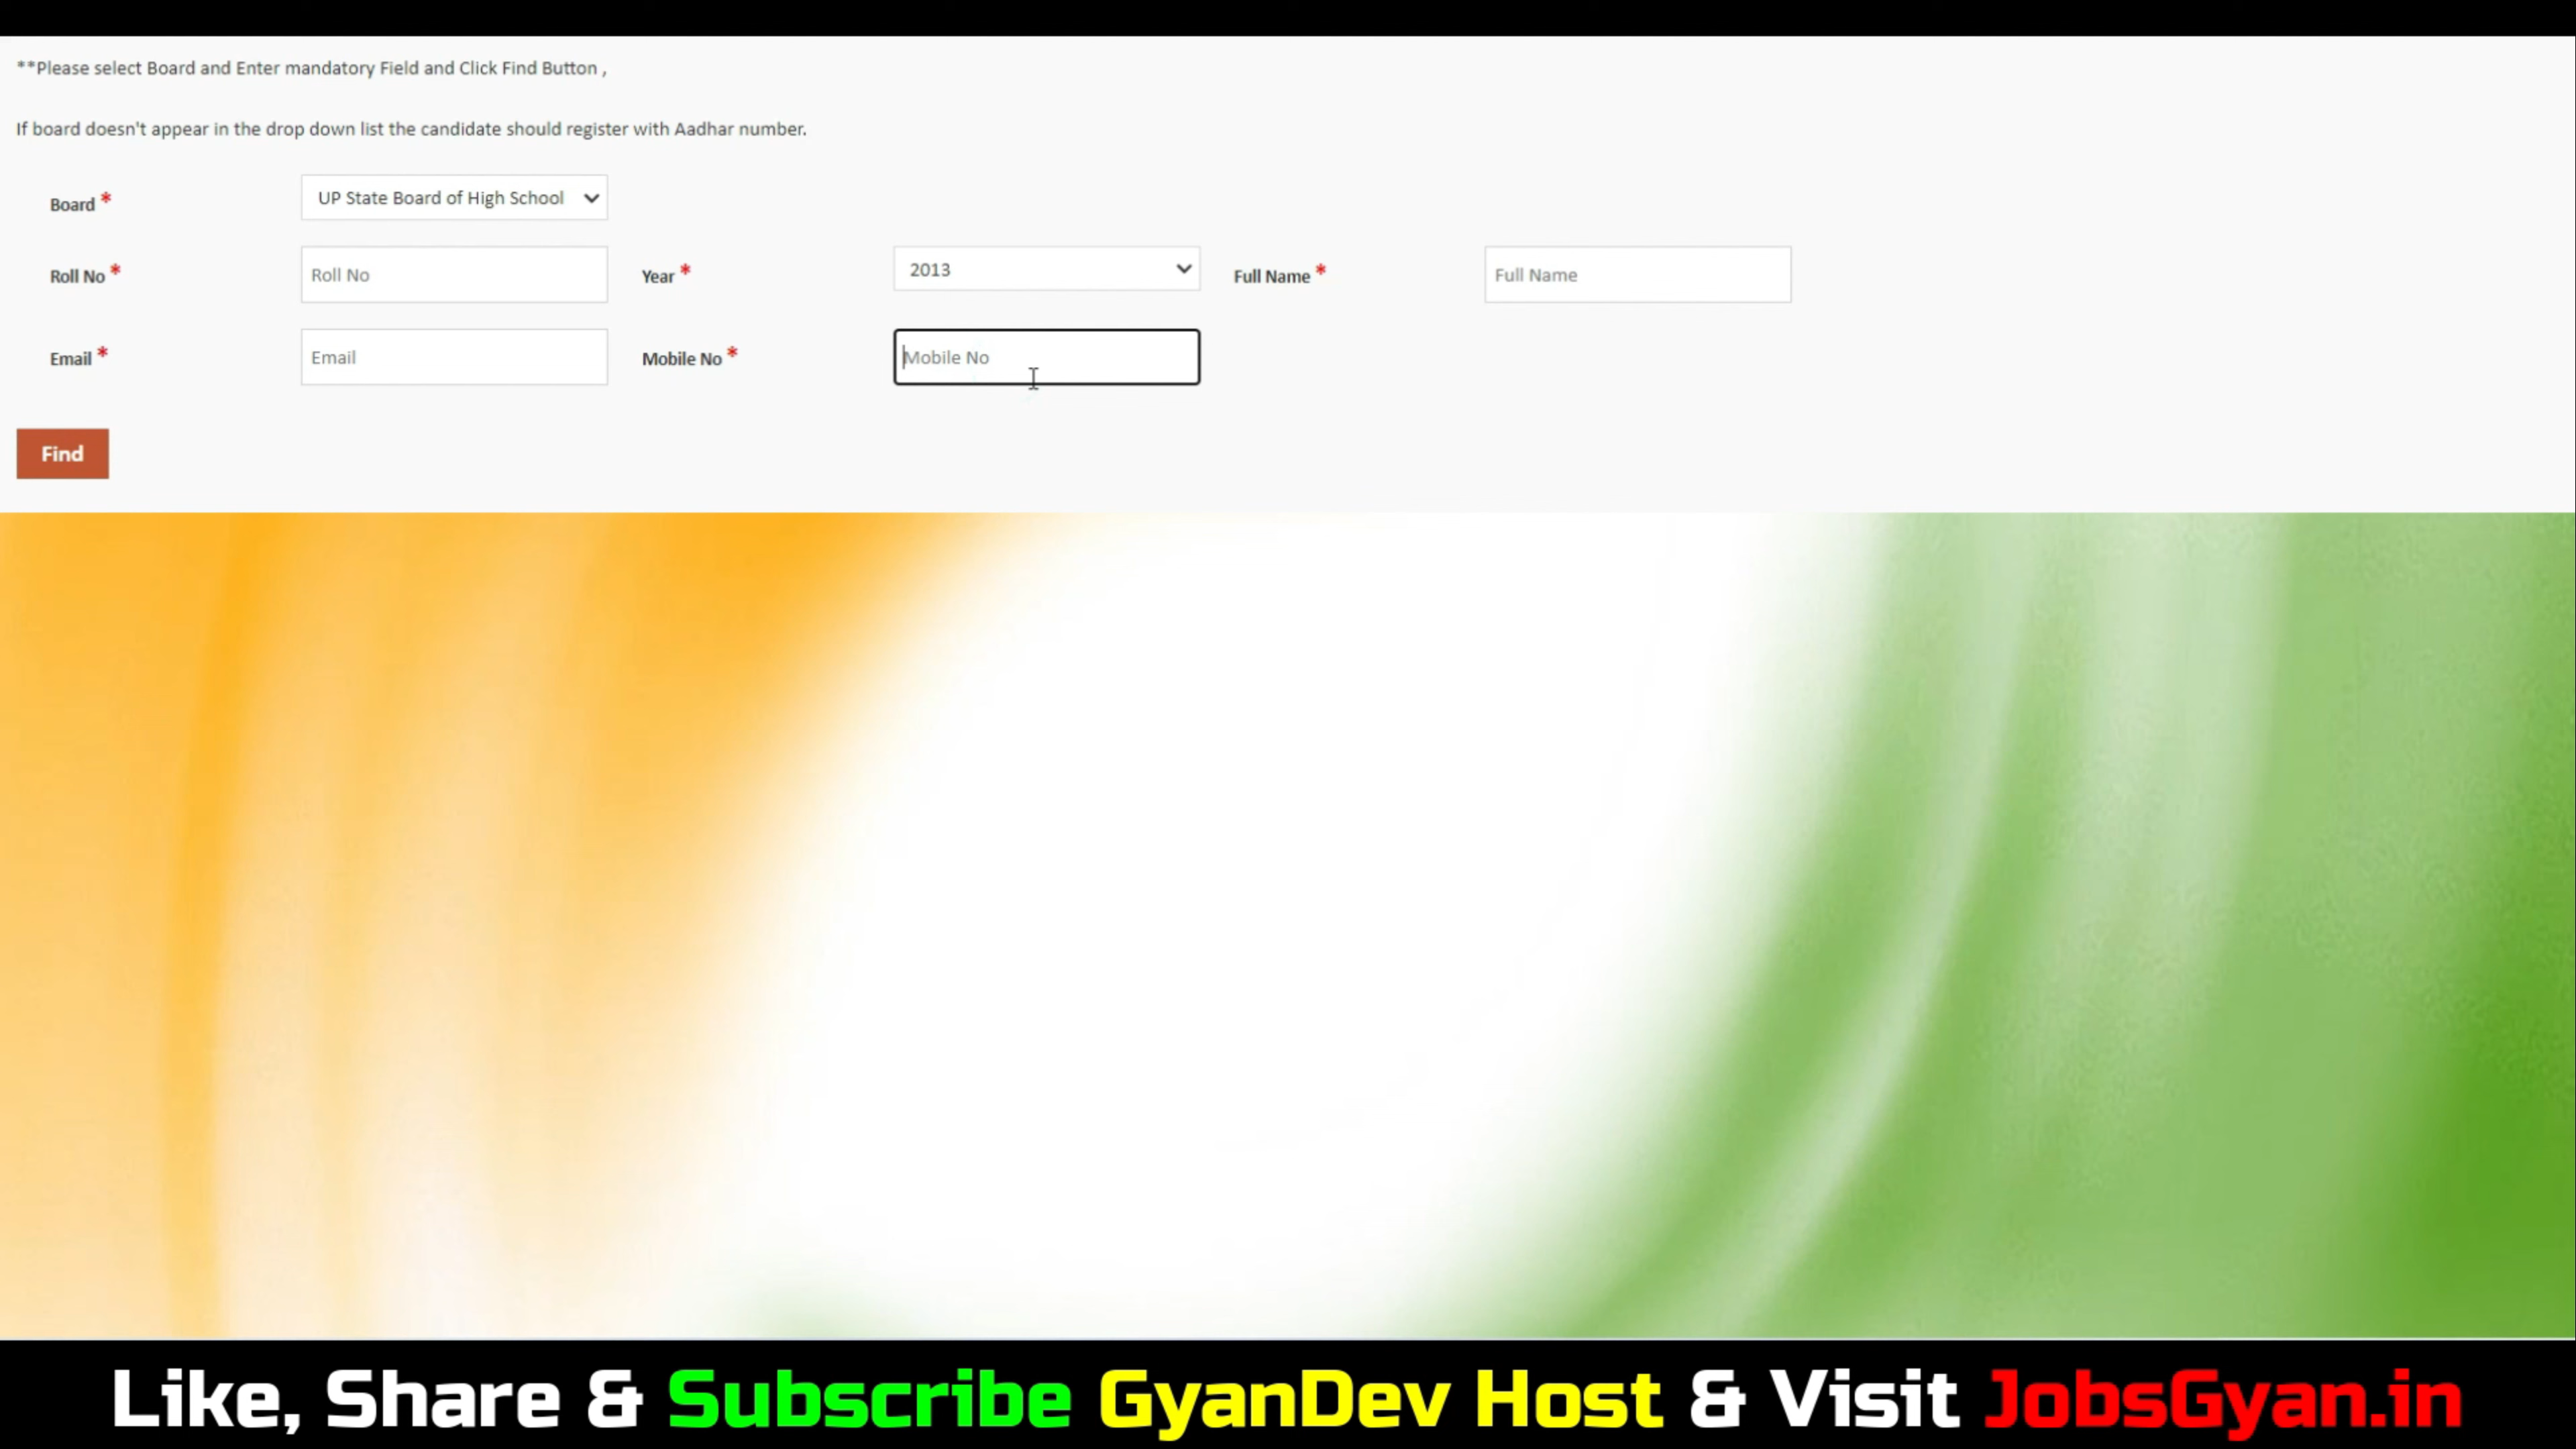 **Please select Board and Enter mandatory Field and Click Find Button ,
If board doesn't appear in the drop down list the candidate should register with Aadhar number.
Board * UP State Board of High School
Roll No * Roll No Year * 2013 Full Name * Full Name
Email * Email Mobile No * Mobile No
Find
Like, Share & Subscribe GyanDev Host & Visit JobsGyan.in